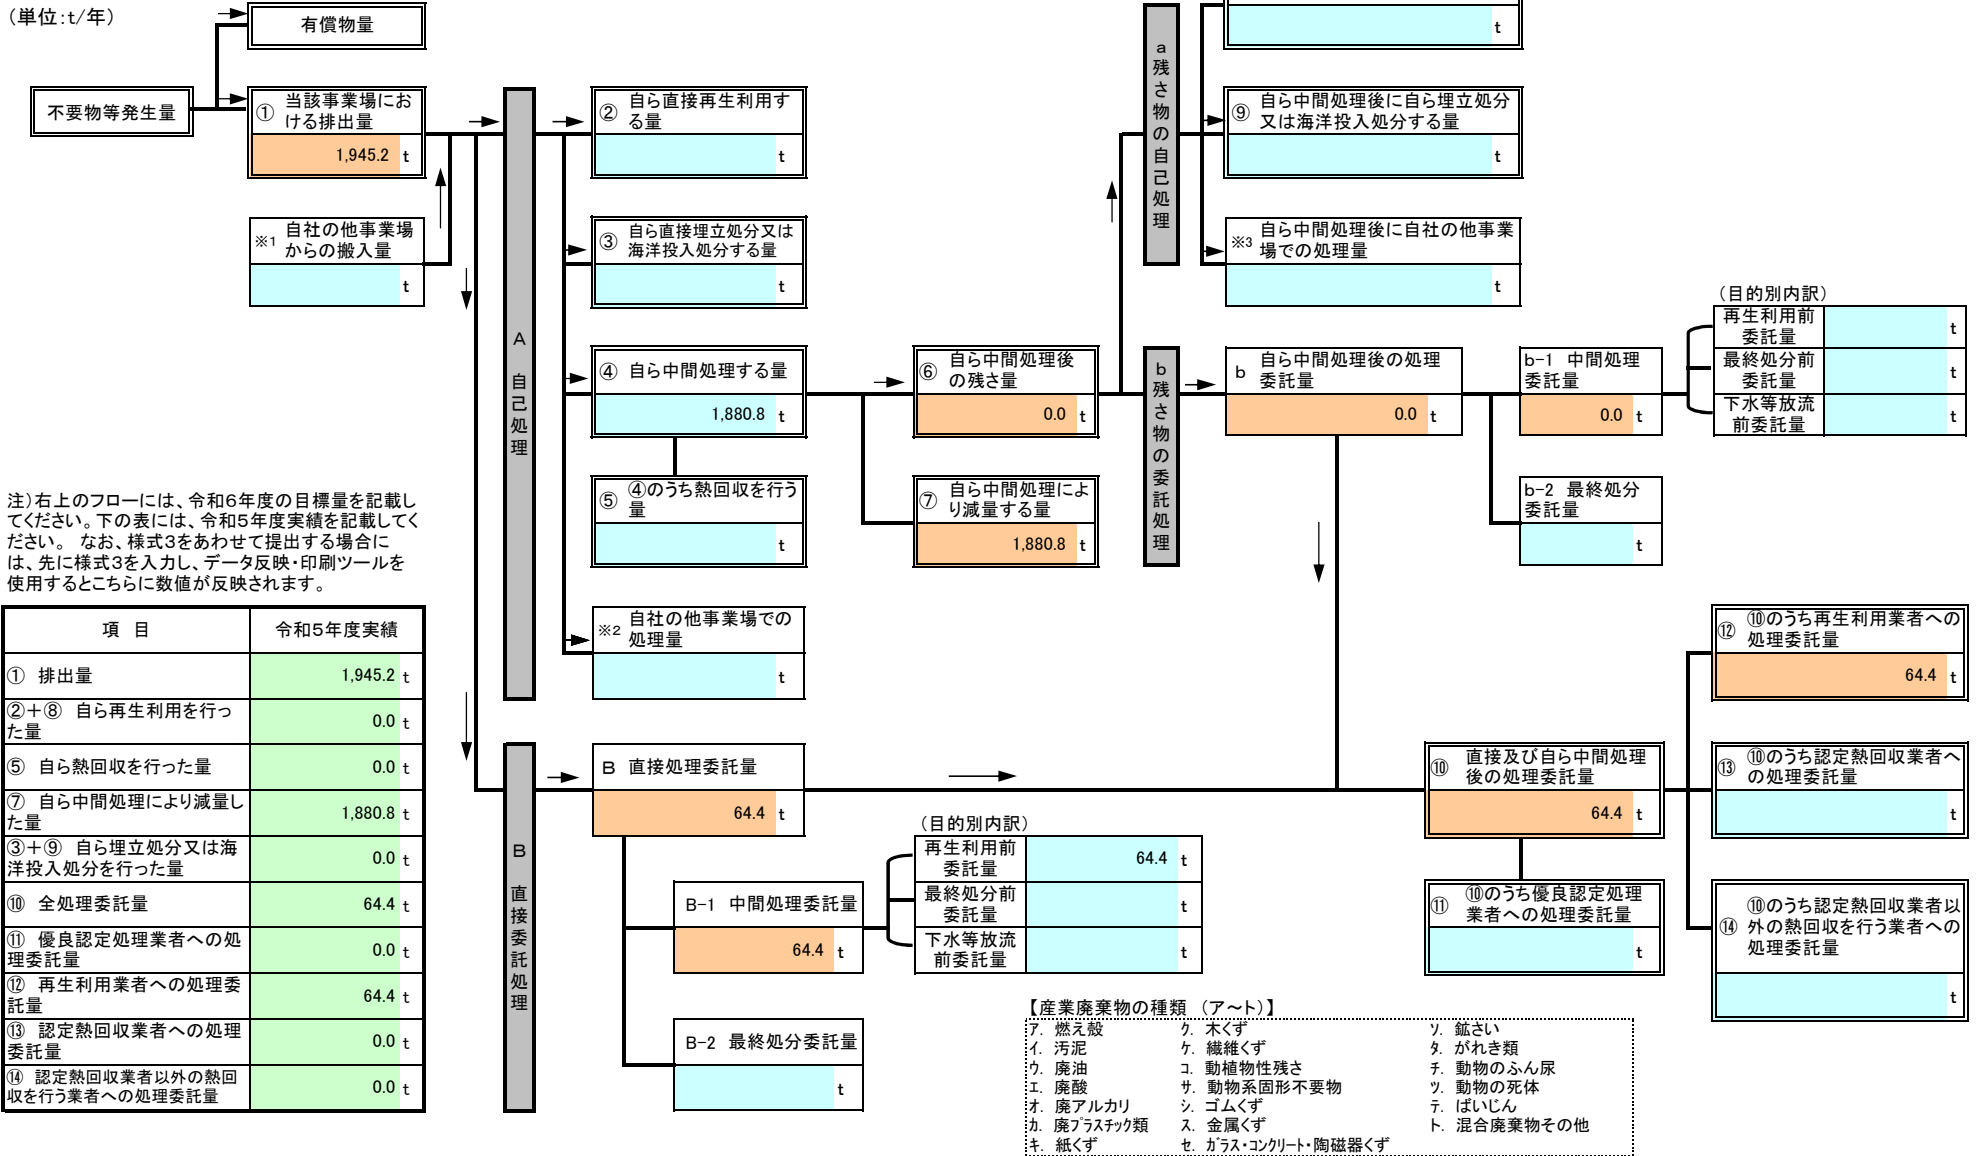 (単位:t/年)
有償物量
t
不要物等発生量
① 当該事業場にお
ける排出量
1,945.2 t
② 自ら直接再生利用す
る量
t
a残さ物の自己処理
⑨ 自ら中間処理後に自ら埋立処分
又は海洋投入処分する量
t
※1 自社の他事業場
からの搬入量
t
③ 自ら直接埋立処分又は
海洋投入処分する量
t
※3 自ら中間処理後に自社の他事業
場での処理量
t
A 自己処理
④ 自ら中間処理する量
1,880.8 t
⑥ 自ら中間処理後
の残さ量
0.0 t
b残さ物の委託処理
b 自ら中間処理後の処理
委託量
0.0 t
b-1 中間処理
委託量
0.0 t
(目的別内訳)
再生利用前
委託量 t
最終処分前
委託量 t
下水等放流
前委託量 t
⑤ ④のうち熱回収を行う
量
t
⑦ 自ら中間処理によ
り減量する量
1,880.8 t
b-2 最終処分
委託量
t
注)右上のフローには、令和6年度の目標量を記載し
てください。下の表には、令和5年度実績を記載してく
ださい。 なお、様式3をあわせて提出する場合に
は、先に様式3を入力し、データ反映・印刷ツールを
使用するとこちらに数値が反映されます。
※2 自社の他事業場での
処理量
t
項 目 令和5年度実績
① 排出量 1,945.2 t
②+⑧ 自ら再生利用を行っ
た量 0.0 t
⑤ 自ら熱回収を行った量 0.0 t
⑦ 自ら中間処理により減量し
た量 1,880.8 t
③+⑨ 自ら埋立処分又は海
洋投入処分を行った量 0.0 t
⑩ 全処理委託量 64.4 t
⑪ 優良認定処理業者への処
理委託量 0.0 t
⑫ 再生利用業者への処理委
託量 64.4 t
⑬ 認定熱回収業者への処理
委託量 0.0 t
⑭ 認定熱回収業者以外の熱回
収を行う業者への処理委託量 0.0 t
B 直接委託処理
B 直接処理委託量
64.4 t
B-1 中間処理委託量
64.4 t
(目的別内訳)
再生利用前
委託量 64.4 t
最終処分前
委託量 t
下水等放流
前委託量 t
B-2 最終処分委託量
t
⑩ 直接及び自ら中間処理
後の処理委託量
64.4 t
⑪ ⑩のうち優良認定処理
業者への処理委託量
t
⑫ ⑩のうち再生利用業者への
処理委託量
64.4 t
⑬ ⑩のうち認定熱回収業者へ
の処理委託量
t
⑭ ⑩のうち認定熱回収業者以
外の熱回収を行う業者への
処理委託量
t
【産業廃棄物の種類 (ア~ト)】
ア. 燃え殻 ク. 木くず ソ. 鉱さい
イ. 汚泥 ケ. 繊維くず タ. がれき類
ウ. 廃油 コ. 動植物性残さ チ. 動物のふん尿
エ. 廃酸 サ. 動物系固形不要物 ツ. 動物の死体
オ. 廃アルカリ シ. ゴムくず テ. ばいじん
カ. 廃プラスチック類 ス. 金属くず ト. 混合廃棄物その他
キ. 紙くず セ. ガラス・コンクリート・陶磁器くず